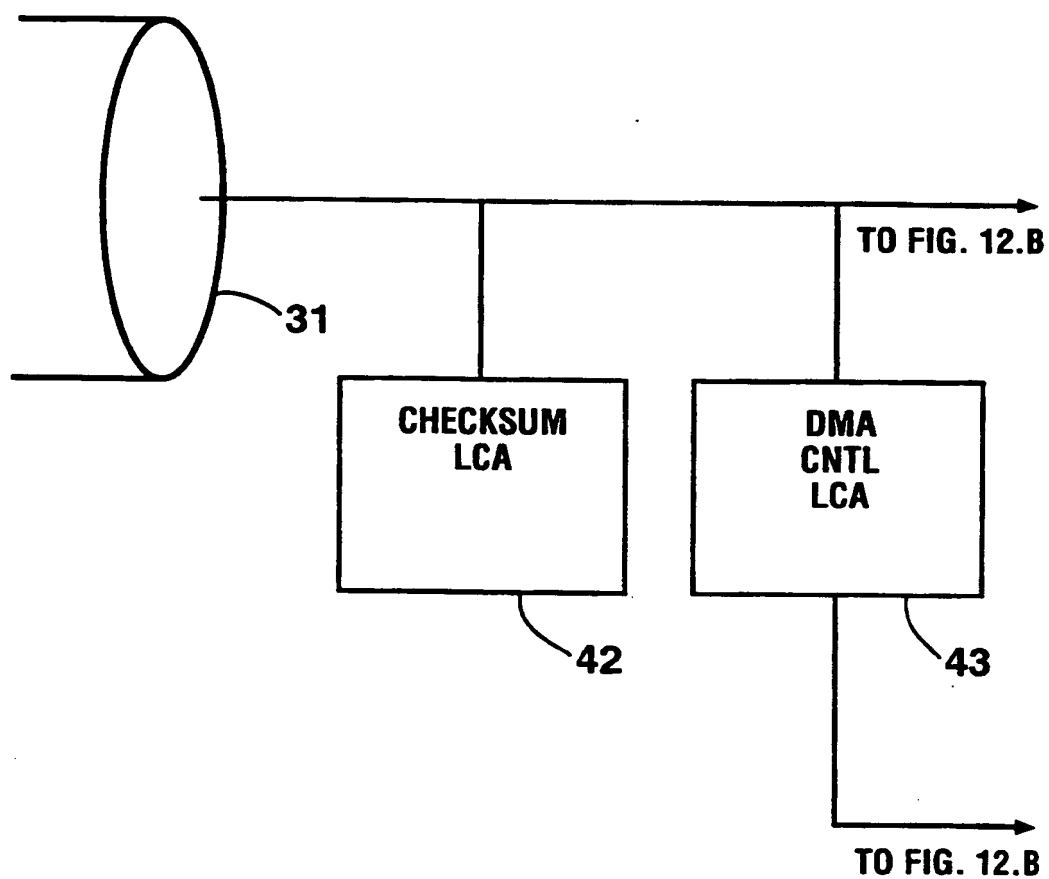 TO FIG. 12.B
31
CHECKSUM
LCA
DMA
CNTL
LCA
42
43
TO FIG. 12.B